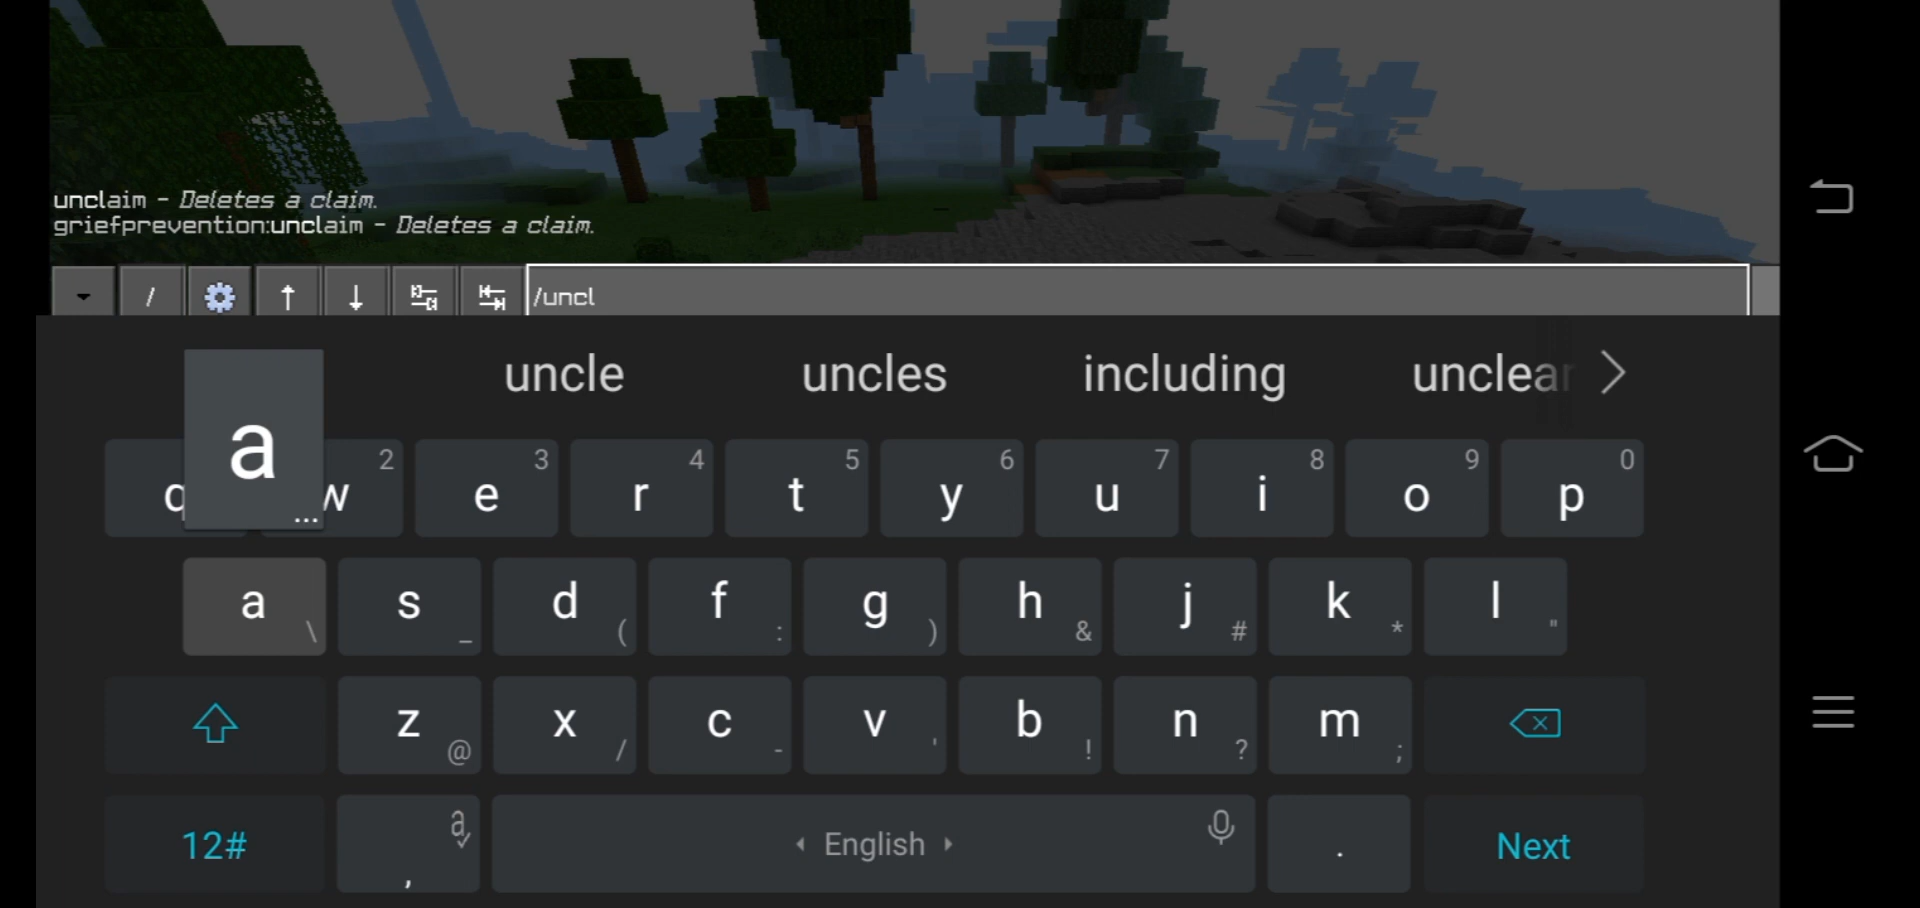 unclaim - Deletes a claim.
griefprevention:unclaim - Deletes a claim.
/ /uncl
uncle uncles including unclear
a ...
q w 2 e 3 r 4 t 5 y 6 u 7 i 8 o 9 p 0
a \ s _ d ( f : g ) h & j # k * l "
z @ x / c - v ' b ! n ? m ;
12# , a English . Next